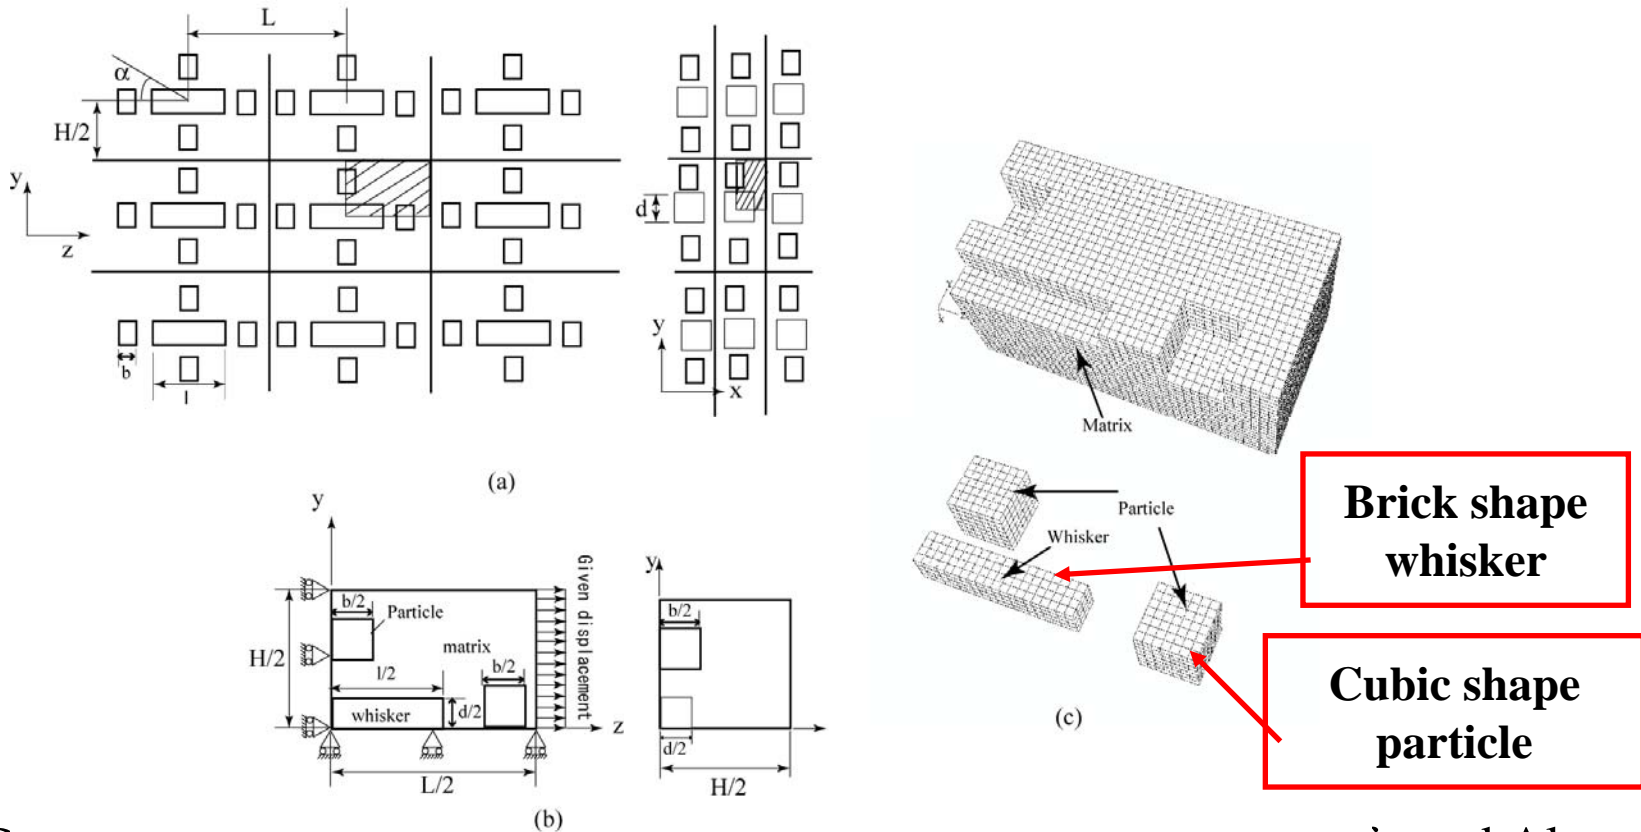 L
α
H/2
y
z
b
l
d
y
x
(a)
y
H/2
b/2
Particle
l/2
matrix
b/2
whisker
d/2
Given displacement
z
L/2
y
b/2
d/2
H/2
(b)
Matrix
Particle
Whisker
(c)
Brick shape
whisker
Cubic shape
particle